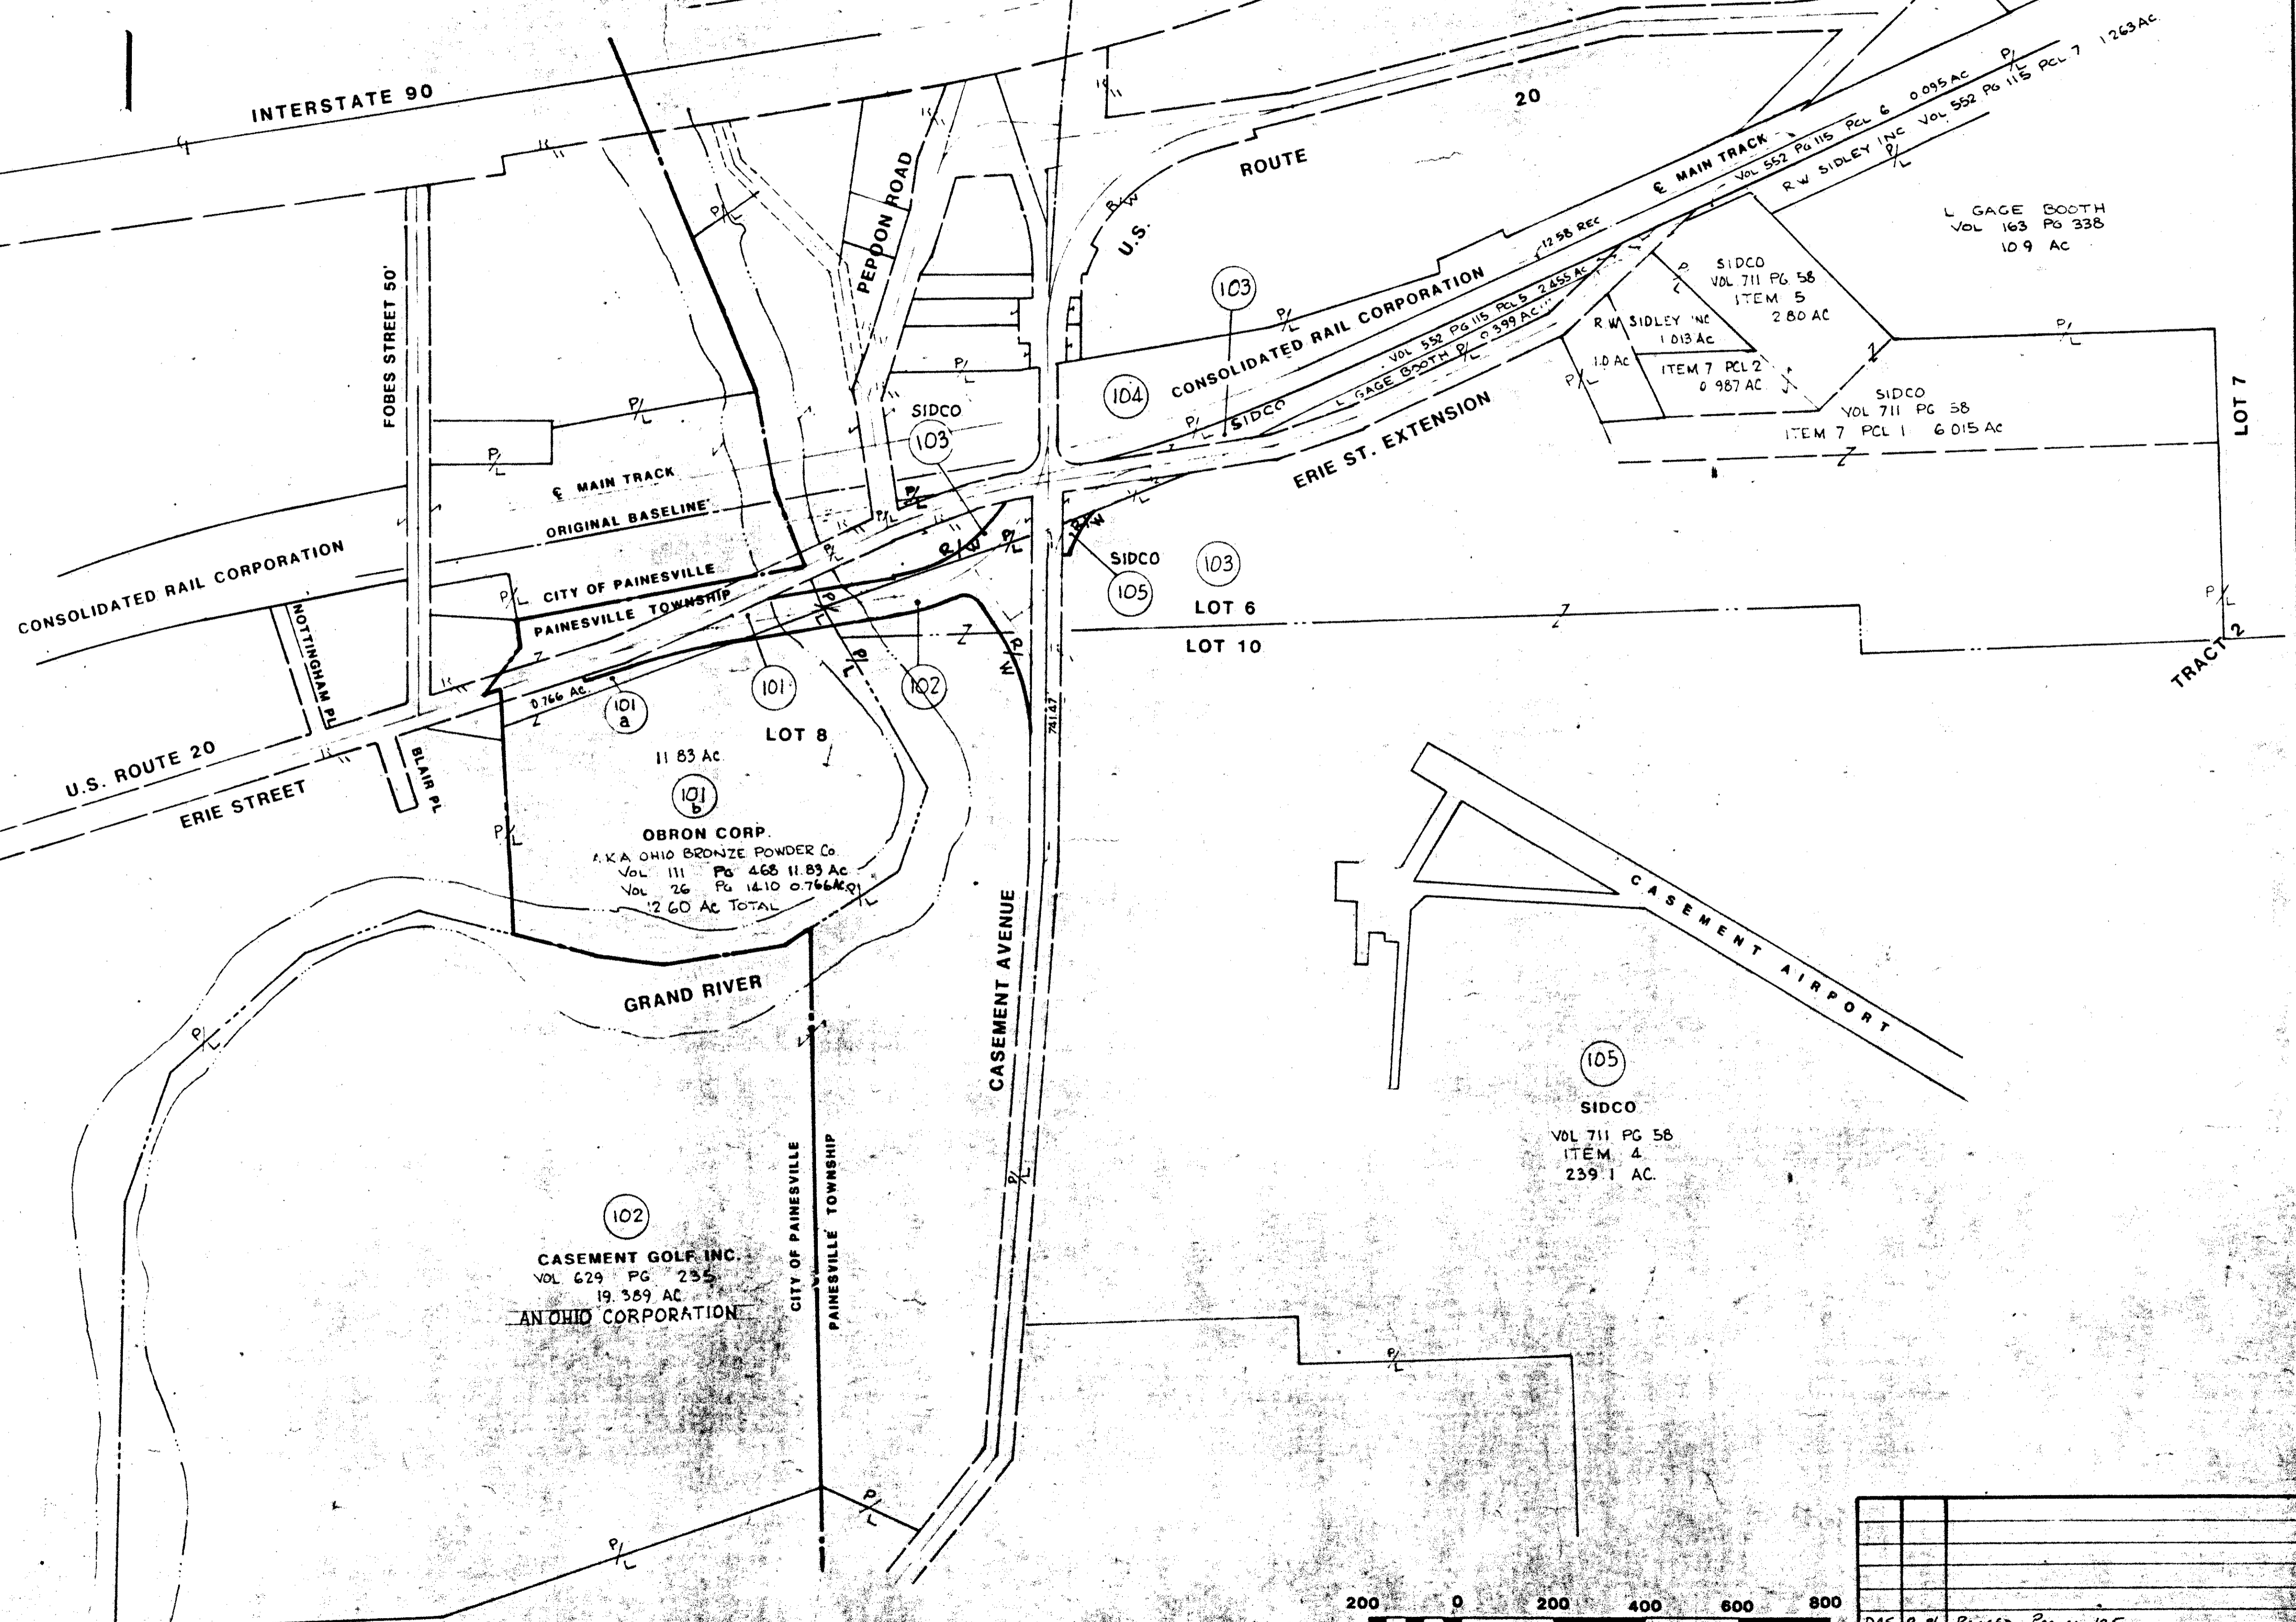 INTERSTATE 90
20
ROUTE
U.S.
R/W
PEPDON ROAD
FOBES STREET 50'
P/L
P/L
P/L
P/L
P/L
℄ MAIN TRACK
VOL 552 PG 115 PCL 6 0.095 AC
P/L
R W SIDLEY INC VOL 552 PG 115 PCL 7 1.263 AC.
P/L
L GAGE BOOTH
VOL 163 PG 338
10 9 AC
1258 REC
CONSOLIDATED RAIL CORPORATION
103
104
P/L
VOL 552 PG 115 PCL 5 2.455 AC
L GAGE BOOTH P/L 0.399 AC
P/L SIDCO
ERIE ST. EXTENSION
P/L
SIDCO
VOL 711 PG 58
ITEM 5
2 80 AC
R W SIDLEY INC
1 013 AC
1.0 AC
ITEM 7 PCL 2
0 987 AC
P/L
P/L
SIDCO
VOL 711 PG 58
ITEM 7 PCL 1 6 015 AC
LOT 7
P/L
TRACT 2
SIDCO
103
℄ MAIN TRACK
ORIGINAL BASELINE
CONSOLIDATED RAIL CORPORATION
P/L
P/L
P/L
R/W
P/L
R/W
SIDCO
105
103
LOT 6
LOT 10
P/L
CITY OF PAINESVILLE
PAINESVILLE TOWNSHIP
P/L
P/L
R/W
NOTTINGHAM PL
0.766 AC.
101 a
101
102
LOT 8
741.47
U.S. ROUTE 20
ERIE STREET
BLAIR PL
P/L
11 83 AC
101 b
OBRON CORP.
A.K.A OHIO BRONZE POWDER Co.
VOL 111 PG 468 11.83 AC
VOL 26 PG 1410 0.766 AC
12 60 AC TOTAL
P/L
GRAND RIVER
P/L
CASEMENT AVENUE
P/L
CASEMENT AIRPORT
105
SIDCO
VOL 711 PG 58
ITEM 4
239.1 AC.
102
CASEMENT GOLF INC.
VOL 629 PG 235
19.389 AC
AN OHIO CORPORATION
CITY OF PAINESVILLE
PAINESVILLE TOWNSHIP
P/L
P/L
P/L
200 0 200 400 600 800